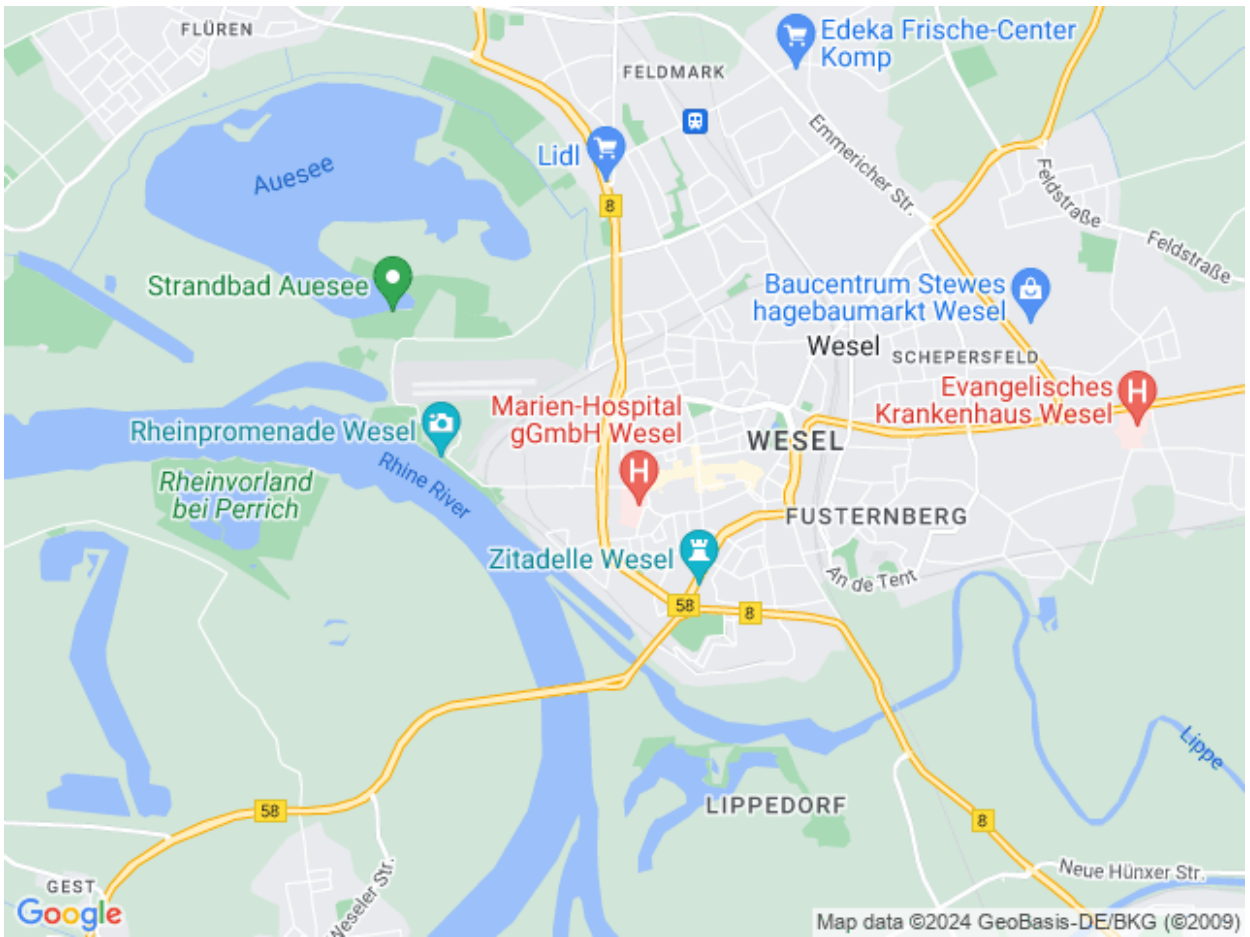 FLÜREN
Edeka Frische-Center
Komp
FELDMARK
Lidl
Emmericher Str.
Auesee
8
Feldstraße
Feldstraße
Strandbad Auesee
Baucentrum Stewes
hagebaumarkt Wesel
Wesel
SCHEPERSFELD
Evangelisches
Krankenhaus Wesel
H
Marien-Hospital
gGmbH Wesel
H
Rheinpromenade Wesel
WESEL
Rhine River
Rheinvorland
bei Perrich
FUSTERNBERG
Zitadelle Wesel
An de Tent
58
8
Lippe
LIPPEDORF
58
8
Neue Hünxer Str.
GEST
Weseler Str.
Google
Map data ©2024 GeoBasis-DE/BKG (©2009)